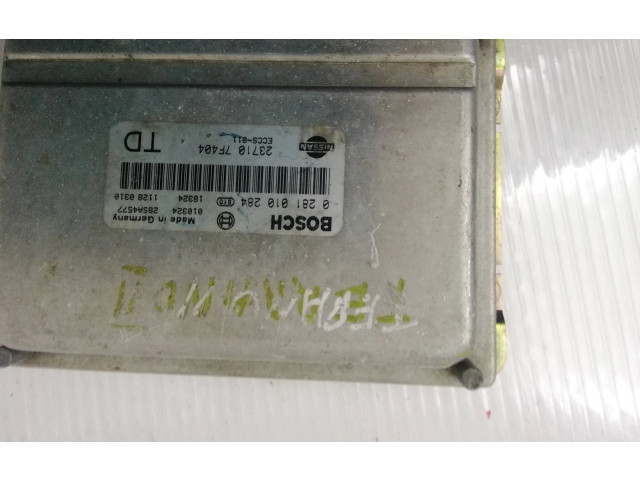 BOSCH Made in Germany
0 281 010 284 010324 28SA4577
18324 1128 0310
NISSAN 23710 7F404 TD
ECCS-811
TERRANO II